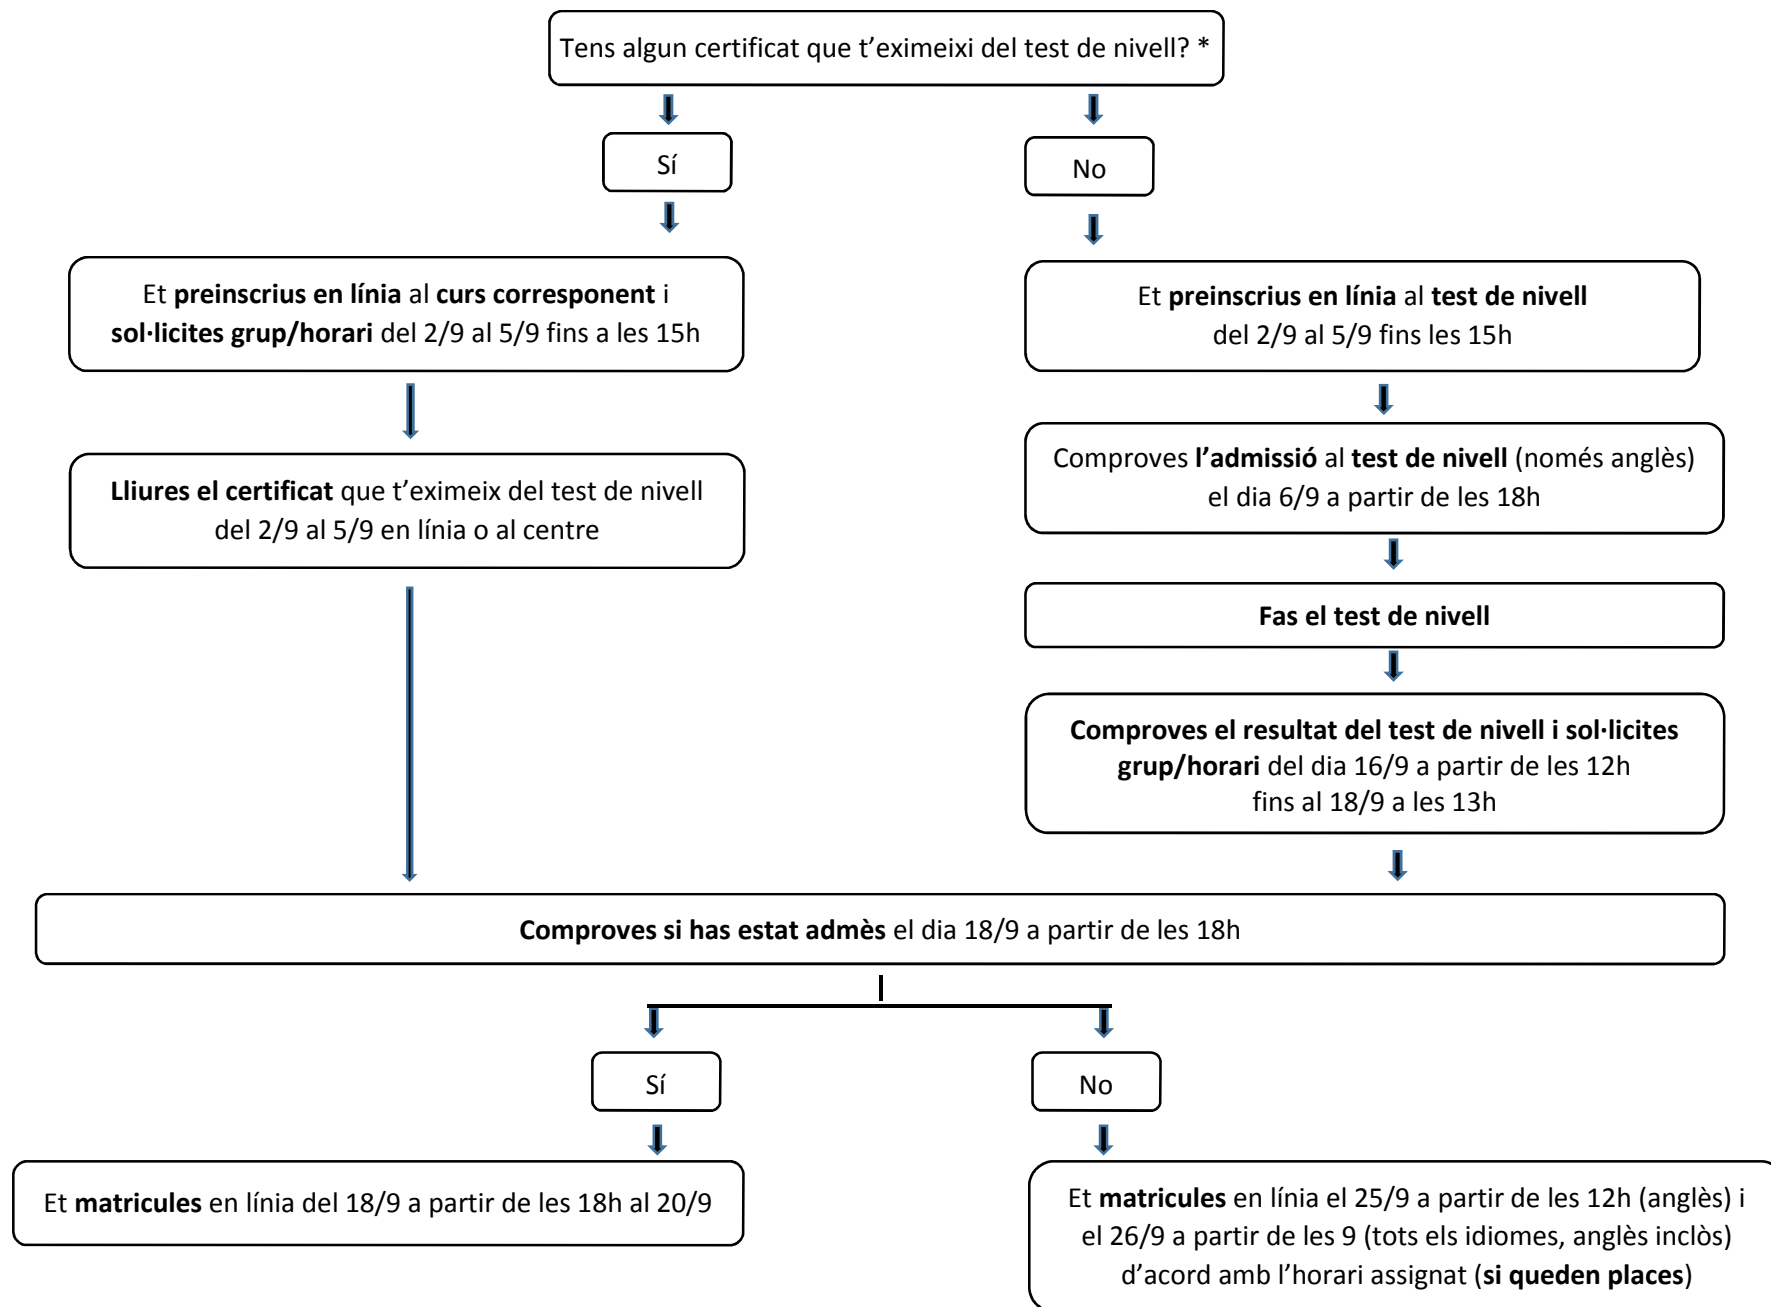 Tens algun certificat que t’eximeixi del test de nivell? *
Sí
No
Et preinscrius en línia al curs corresponent i
sol·licites grup/horari del 2/9 al 5/9 fins a les 15h
Et preinscrius en línia al test de nivell
del 2/9 al 5/9 fins les 15h
Lliures el certificat que t’eximeix del test de nivell
del 2/9 al 5/9 en línia o al centre
Comproves l’admissió al test de nivell (només anglès)
el dia 6/9 a partir de les 18h
Fas el test de nivell
Comproves el resultat del test de nivell i sol·licites
grup/horari del dia 16/9 a partir de les 12h
fins al 18/9 a les 13h
Comproves si has estat admès el dia 18/9 a partir de les 18h
Sí
No
Et matricules en línia del 18/9 a partir de les 18h al 20/9
Et matricules en línia el 25/9 a partir de les 12h (anglès) i
el 26/9 a partir de les 9 (tots els idiomes, anglès inclòs)
d’acord amb l’horari assignat (si queden places)